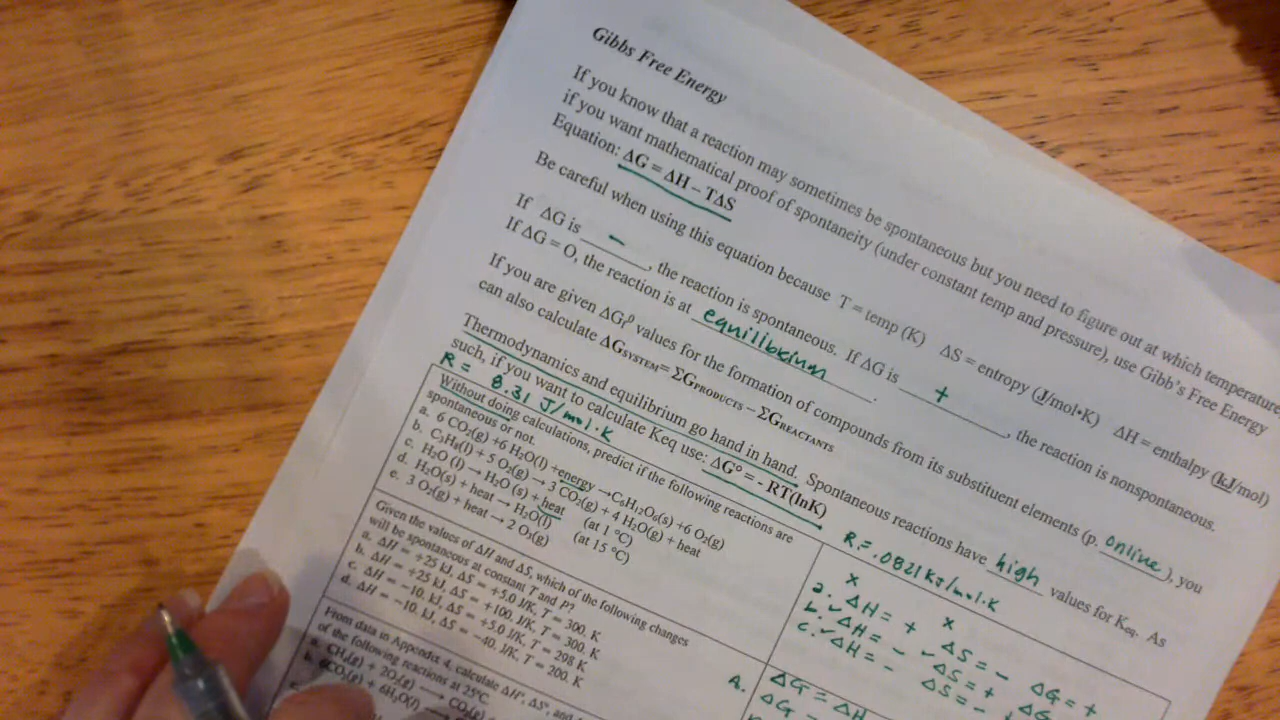 Gibbs Free Energy
If you know that a reaction may sometimes be spontaneous but you need to figure out at which temperature
if you want mathematical proof of spontaneity (under constant temp and pressure), use Gibb's Free Energy
Equation: ΔG = ΔH – TΔS
Be careful when using this equation because T = temp (K) ΔS = entropy (J/mol•K) ΔH = enthalpy (kJ/mol)
If ΔG is –, the reaction is spontaneous. If ΔG is +, the reaction is nonspontaneous.
If ΔG = O, the reaction is at equilibrium.
If you are given ΔGf⁰ values for the formation of compounds from its substituent elements (p. online), you
can also calculate ΔGSYSTEM = ΣGPRODUCTS – ΣGREACTANTS
Thermodynamics and equilibrium go hand in hand. Spontaneous reactions have high values for Keq. As
such, if you want to calculate Keq use: ΔG° = - RT(lnK)
R = 8.31 J/mol·K
R = .0821 kJ/mol·K
Without doing calculations, predict if the following reactions are
spontaneous or not.
a. 6 CO₂(g) +6 H₂O(l) +energy →C₆H₁₂O₆(s) +6 O₂(g)
b. C₃H₈(l) + 5 O₂(g) → 3 CO₂(g) + 4 H₂O(g) + heat
c. H₂O (l) → H₂O (s) + heat (at 1 °C)
d. H₂O(s) + heat → H₂O(l) (at 15 °C)
e. 3 O₂(g) + heat → 2 O₃(g)
x x
a. ΔH = + ΔS = – ΔG = +
b. ✓ ΔH = – ✓ ΔS = + ΔG
c. ✓ ΔH = – ΔS = –
Given the values of ΔH and ΔS, which of the following changes
will be spontaneous at constant T and P?
a. ΔH = +25 kJ, ΔS = +5.0 J/K, T = 300. K
b. ΔH = +25 kJ, ΔS = +100. J/K, T = 300. K
c. ΔH = –10. kJ, ΔS = +5.0 J/K, T = 298 K
d. ΔH = –10. kJ, ΔS = –40. J/K, T = 200. K
A. ΔG = ΔH
ΔG
From data in Appendix 4, calculate ΔH°, ΔS°, and
of the following reactions at 25°C.
a. CH₄(g) + 2O₂(g) → CO₂(g)
b. 6CO₂(g) + 6H₂O(l)